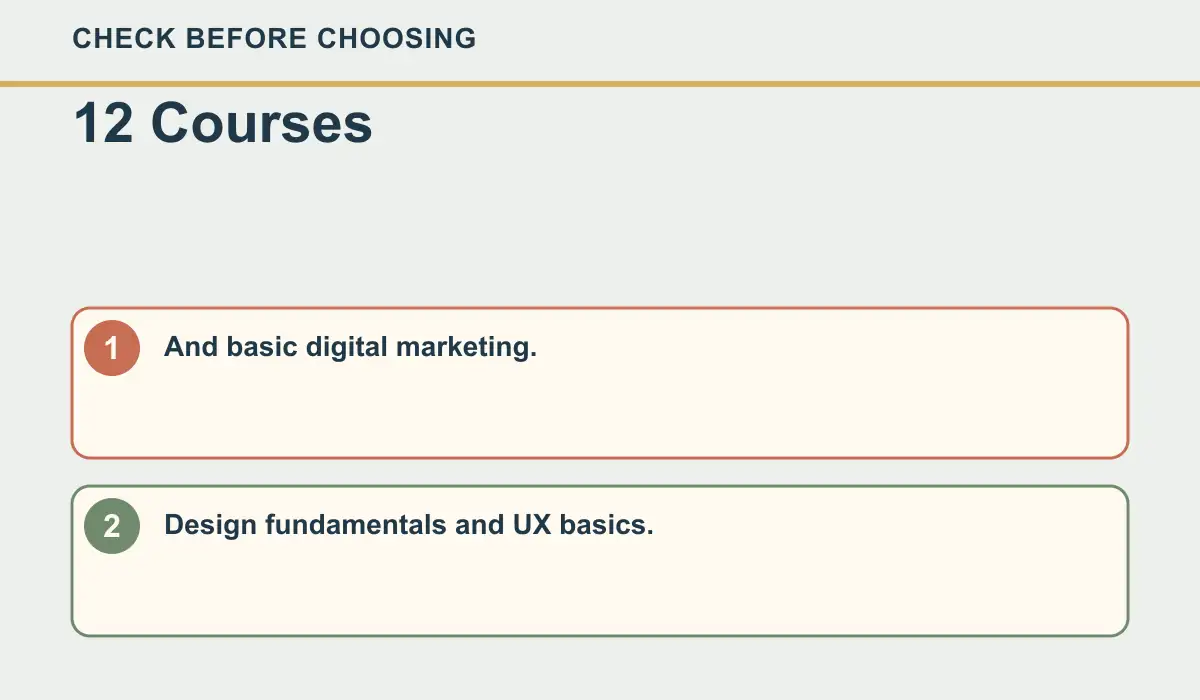 CHECK BEFORE CHOOSING
12 Courses
1 And basic digital marketing.
2 Design fundamentals and UX basics.